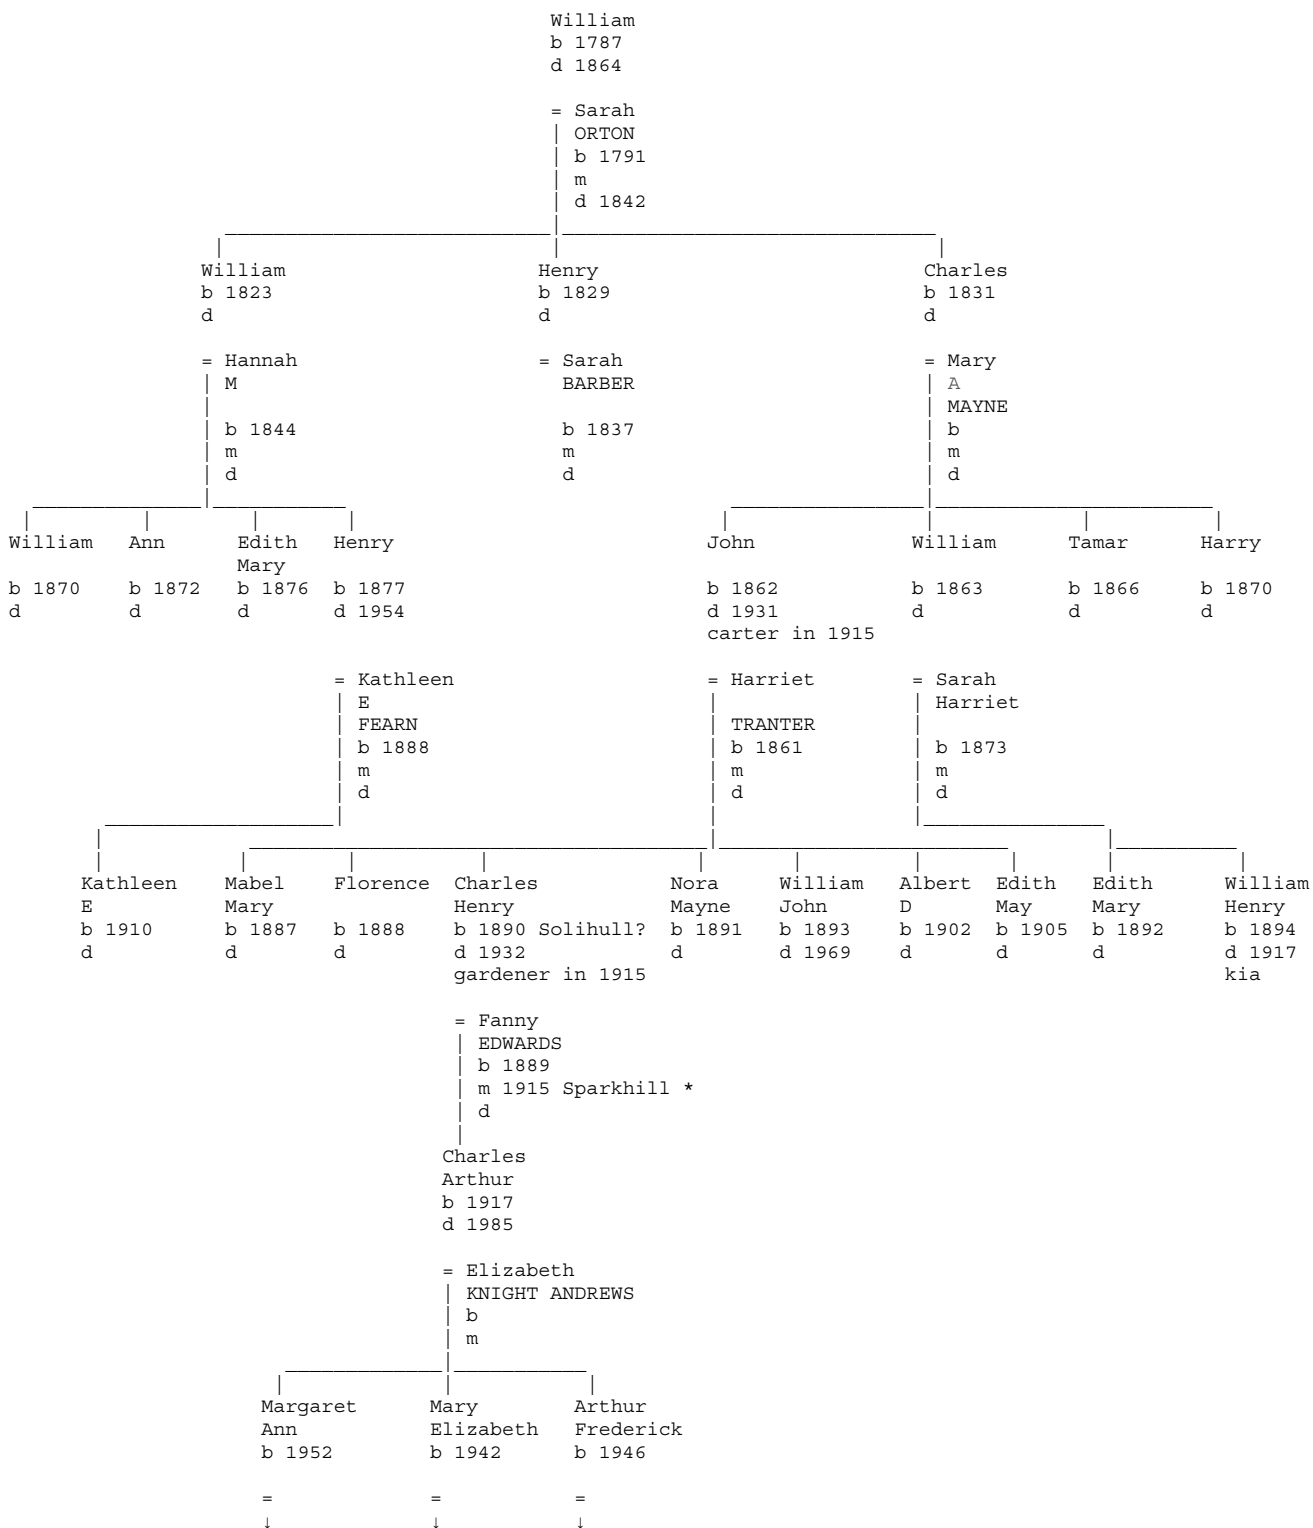 William
b 1787
d 1864
= Sarah
ORTON
b 1791
m
d 1842
William Henry Charles
b 1823 b 1829 b 1831
d d d
= Hannah = Sarah = Mary
M BARBER A
MAYNE
b 1844 b 1837 b
m m m
d d d
William Ann Edith Henry John William Tamar Harry
Mary
b 1870 b 1872 b 1876 b 1877 b 1862 b 1863 b 1866 b 1870
d d d d 1954 d 1931 d d d
carter in 1915
= Kathleen = Harriet = Sarah
E Harriet
FEARN TRANTER
b 1888 b 1861 b 1873
m m m
d d d
Kathleen Mabel Florence Charles Nora William Albert Edith Edith William
E Mary Henry Mayne John D May Mary Henry
b 1910 b 1887 b 1888 b 1890 Solihull? b 1891 b 1893 b 1902 b 1905 b 1892 b 1894
d d d d 1932 d d 1969 d d d d 1917
gardener in 1915 kia
= Fanny
EDWARDS
b 1889
m 1915 Sparkhill *
d
Charles
Arthur
b 1917
d 1985
= Elizabeth
KNIGHT ANDREWS
b
m
Margaret Mary Arthur
Ann Elizabeth Frederick
b 1952 b 1942 b 1946
= = =
↓ ↓ ↓